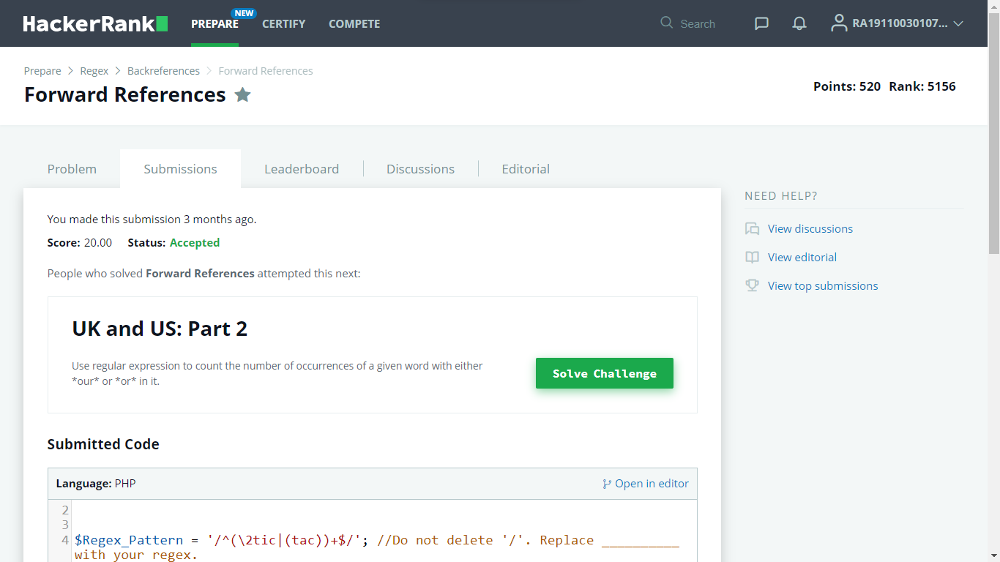 HackerRank PREPARE NEW CERTIFY COMPETE Search RA19110030107...
Prepare > Regex > Backreferences > Forward References
Forward References
Points: 520 Rank: 5156
Problem Submissions Leaderboard Discussions Editorial
You made this submission 3 months ago.
Score: 20.00 Status: Accepted
People who solved Forward References attempted this next:
UK and US: Part 2
Use regular expression to count the number of occurrences of a given word with either
*our* or *or* in it.
Solve Challenge
Submitted Code
Language: PHP Open in editor
2
3
4 $Regex_Pattern = '/^(\2tic|(tac))+$/'; //Do not delete '/'. Replace __________
with your regex.
NEED HELP?
View discussions
View editorial
View top submissions